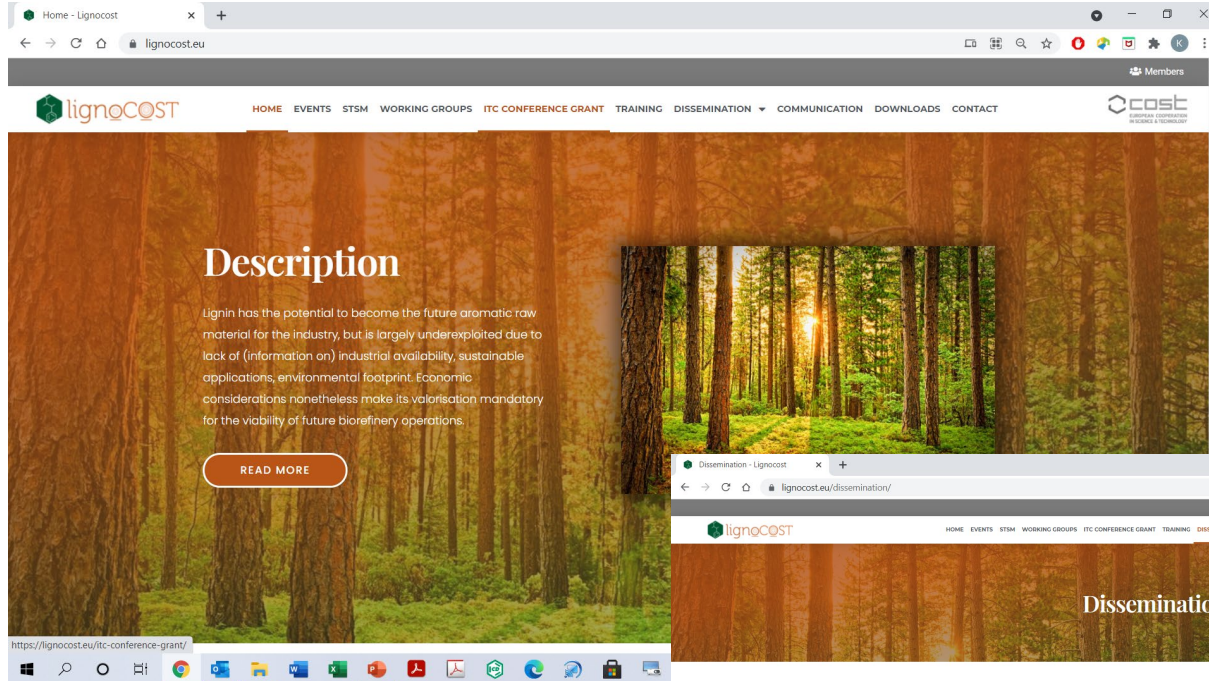 Home - Lignocost
lignocost.eu
K
Members
lignoCOST
HOME EVENTS STSM WORKING GROUPS ITC CONFERENCE GRANT TRAINING DISSEMINATION COMMUNICATION DOWNLOADS CONTACT
cost
EUROPEAN COOPERATION
IN SCIENCE & TECHNOLOGY
Description
Lignin has the potential to become the future aromatic raw
material for the industry, but is largely underexploited due to
lack of (information on) industrial availability, sustainable
applications, environmental footprint. Economic
considerations nonetheless make its valorisation mandatory
for the viability of future biorefinery operations.
READ MORE
Dissemination - Lignocost
lignocost.eu/dissemination/
lignoCOST
HOME EVENTS STSM WORKING GROUPS ITC CONFERENCE GRANT TRAINING DISS
Disseminatio
https://lignocost.eu/itc-conference-grant/